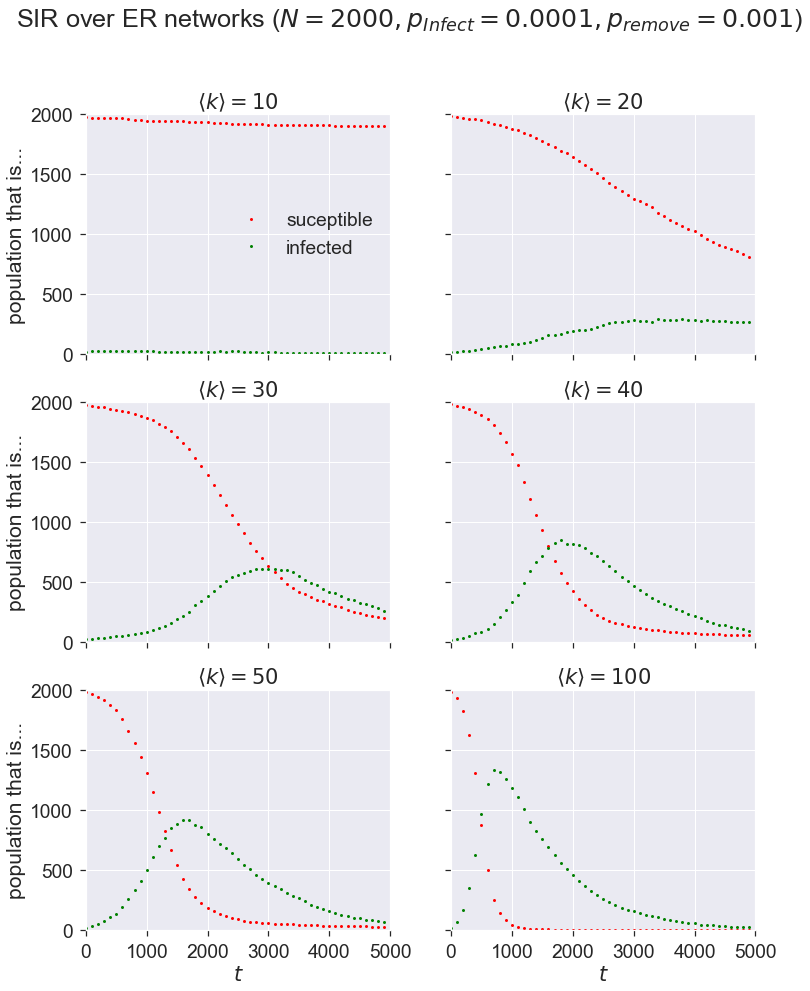 SIR over ER networks (N = 2000, p_Infect = 0.0001, p_remove = 0.001)
⟨k⟩ = 10
⟨k⟩ = 20
2000
1500
1000
500
0
population that is...
suceptible
infected
⟨k⟩ = 30
⟨k⟩ = 40
2000
1500
1000
500
0
population that is...
⟨k⟩ = 50
⟨k⟩ = 100
2000
1500
1000
500
0
population that is...
0 1000 2000 3000 4000 5000
0 1000 2000 3000 4000 5000
t
t